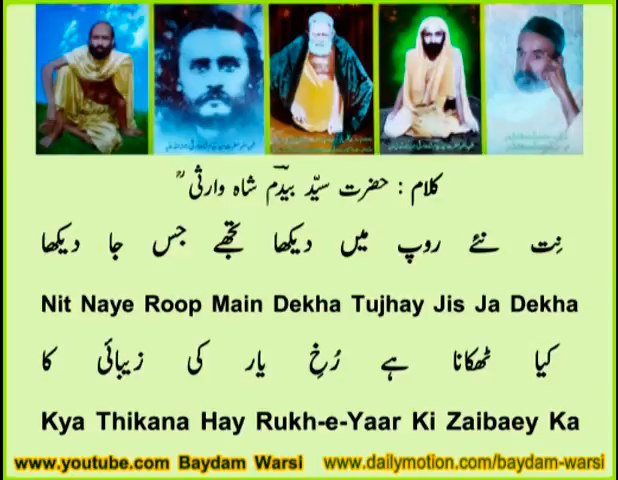 کلام : حضرت سیّد بیدم شاہ وارثی ؒ
نِت نئے روپ میں دیکھا تجھے جس جا دیکھا
Nit Naye Roop Main Dekha Tujhay Jis Ja Dekha
کیا ٹھکانا ہے رُخِ یار کی زیبائی کا
Kya Thikana Hay Rukh-e-Yaar Ki Zaibaey Ka
www.youtube.com Baydam Warsi www.dailymotion.com/baydam-warsi